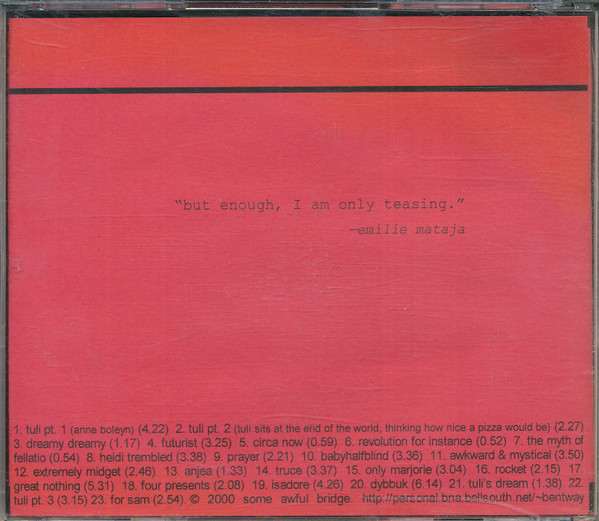 “but enough, I am only teasing.”
—emilie mataja
1. tuli pt. 1 (anne boleyn) (4.22) 2. tuli pt. 2 (tuli sits at the end of the world, thinking how nice a pizza would be) (2.27)
3. dreamy dreamy (1.17) 4. futurist (3.25) 5. circa now (0.59) 6. revolution for instance (0.52) 7. the myth of
fellatio (0.54) 8. heidi trembled (3.38) 9. prayer (2.21) 10. babyhalfblind (3.36) 11. awkward & mystical (3.50)
12. extremely midget (2.46) 13. anjea (1.33) 14. truce (3.37) 15. only marjorie (3.04) 16. rocket (2.15) 17.
great nothing (5.31) 18. four presents (2.08) 19. isadore (4.26) 20. dybbuk (6.14) 21. tuli's dream (1.38) 22.
tuli pt. 3 (3.15) 23. for sam (2.54) © 2000 some awful bridge. http://personal.bna.bellsouth.net/~bentway